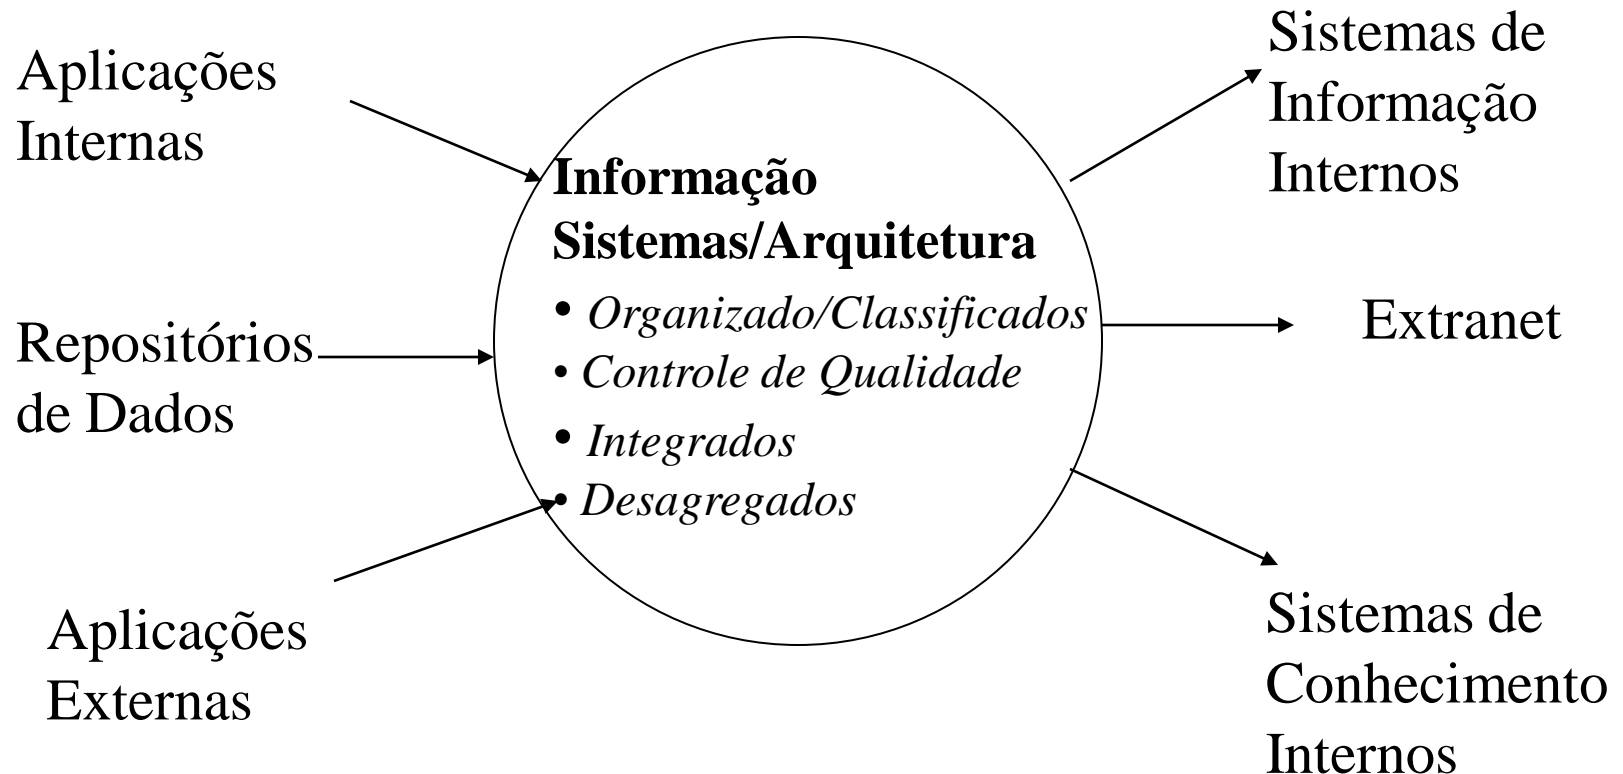 Aplicações
Internas
Repositórios
de Dados
Aplicações
Externas
Informação
Sistemas/Arquitetura
• Organizado/Classificados
• Controle de Qualidade
• Integrados
• Desagregados
Sistemas de
Informação
Internos
Extranet
Sistemas de
Conhecimento
Internos